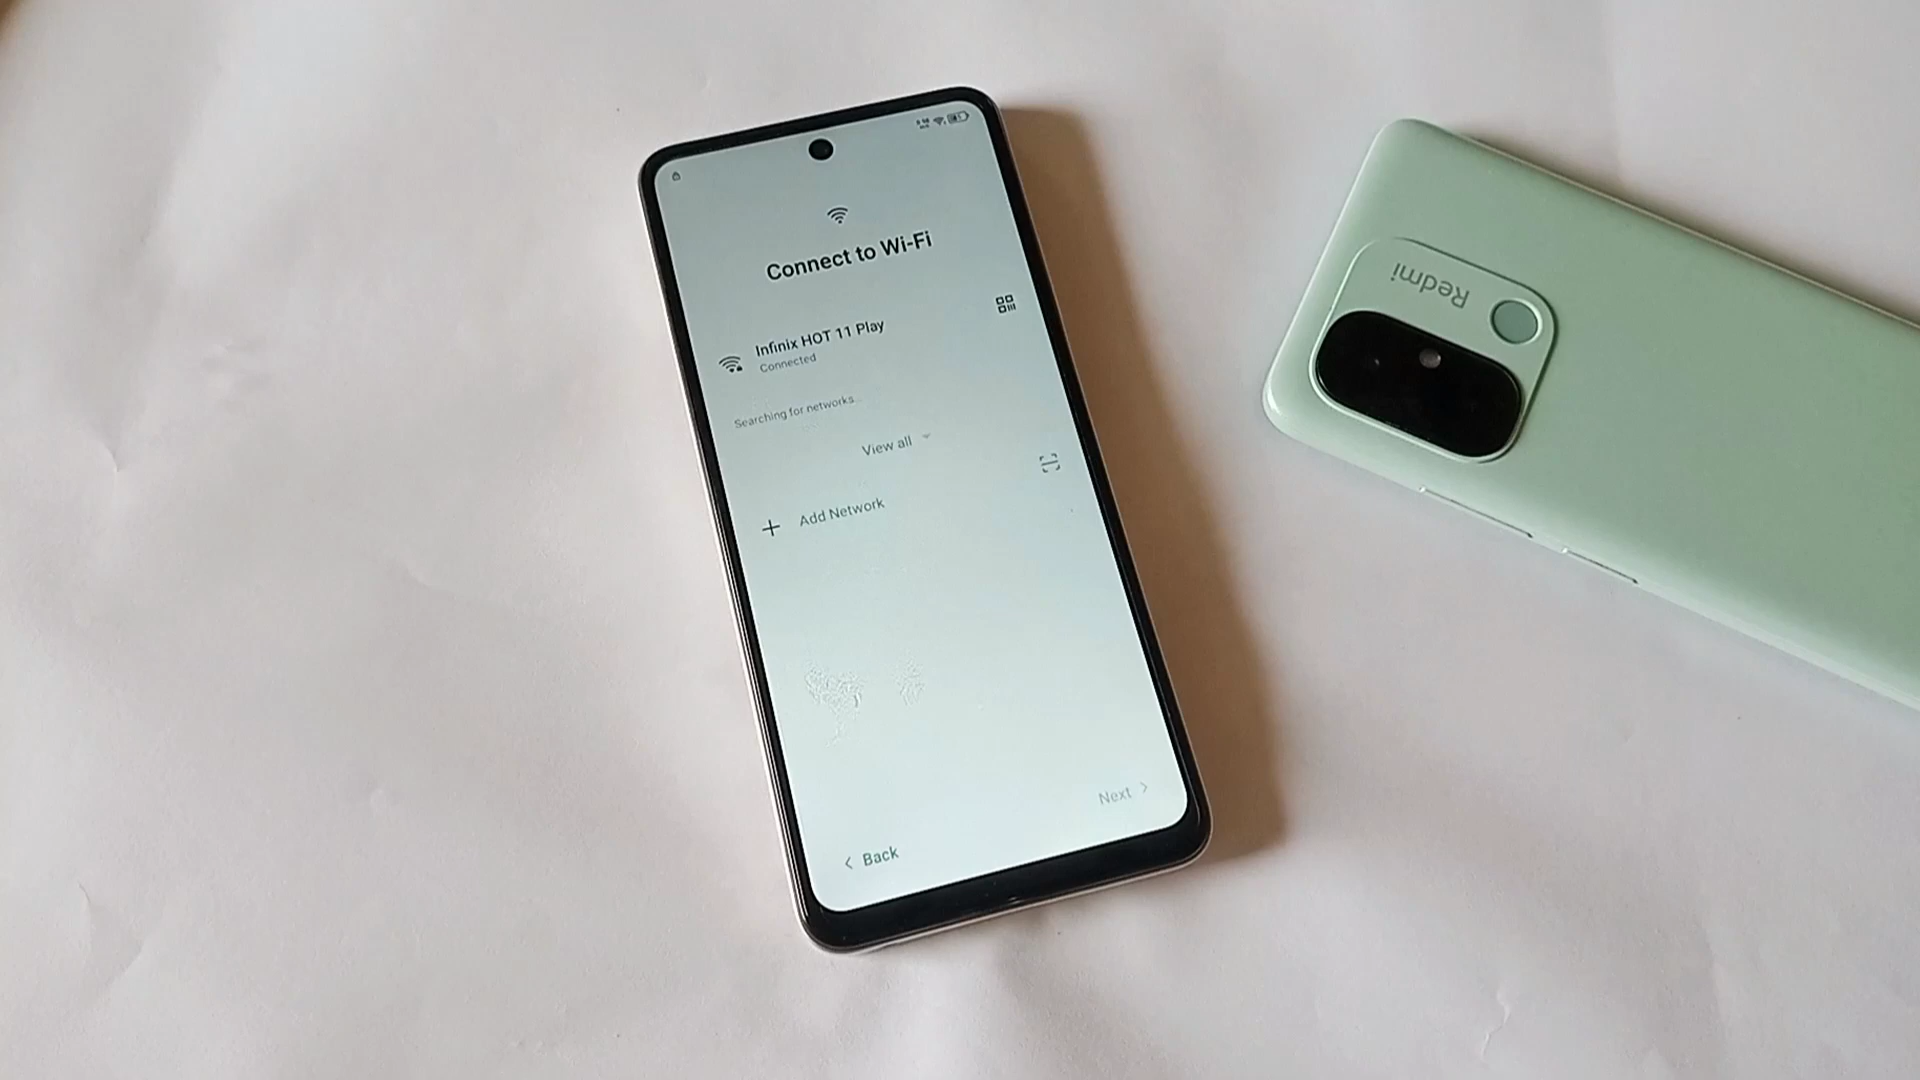 Connect to Wi-Fi
Infinix HOT 11 Play
Connected
Searching for networks...
View all
Add Network
Next
Back
Redmi